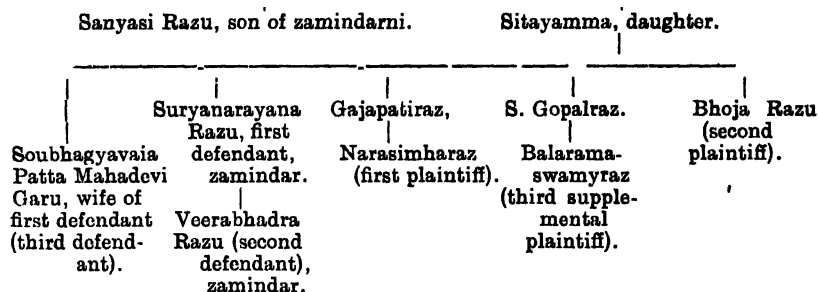 Sanyasi Razu, son of zamindarni. Sitayamma, daughter.
Soubhagyavaia
Patta Mahadevi
Garu, wife of
first defendant
(third defend-
ant).
Suryanarayana
Razu, first
defendant,
zamindar.
Veerabhadra
Razu (second
defendant),
zamindar.
Gajapatiraz,
Narasimharaz
(first plaintiff).
S. Gopalraz.
Balarama-
swamyraz
(third supple-
mental
plaintiff).
Bhoja Razu
(second
plaintiff).